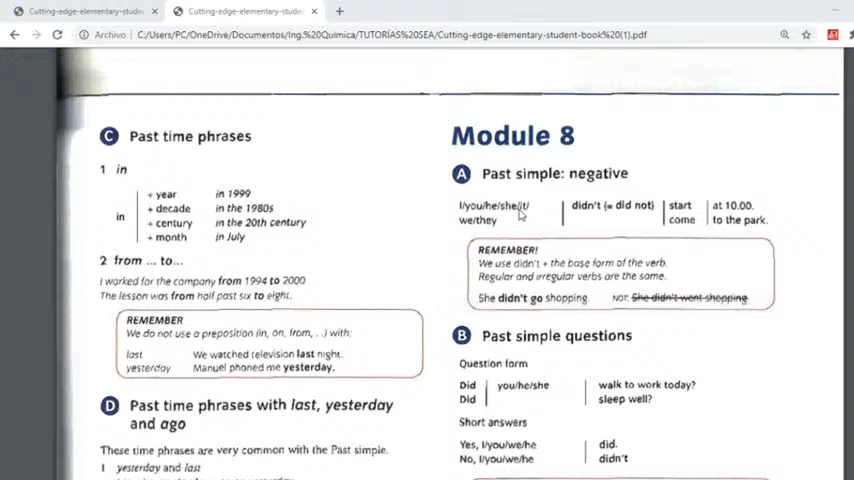 Cutting-edge-elementary-stude
Cutting-edge-elementary-stude
Archivo
C:/Users/PC/OneDrive/Documentos/Ing.%20Quimica/TUTORÍAS%20SEA/Cutting-edge-elementary-student-book%20(1).pdf
C Past time phrases
1 in
in
+ year in 1999
+ decade in the 1980s
+ century in the 20th century
+ month in July
2 from ... to...
I worked for the company from 1994 to 2000
The lesson was from half past six to eight.
REMEMBER
We do not use a preposition (in, on, from, ...) with:
last We watched television last night.
yesterday Manuel phoned me yesterday.
D Past time phrases with last, yesterday
and ago
These time phrases are very common with the Past simple.
1 yesterday and last
Module 8
A Past simple: negative
I/you/he/she/it/ didn't (= did not) start at 10.00.
we/they come to the park.
REMEMBER!
We use didn't + the base form of the verb.
Regular and irregular verbs are the same.
She didn't go shopping. NOT: She didn't went shopping
B Past simple questions
Question form
Did you/he/she walk to work today?
Did sleep well?
Short answers
Yes, I/you/we/he did.
No, I/you/we/he didn't